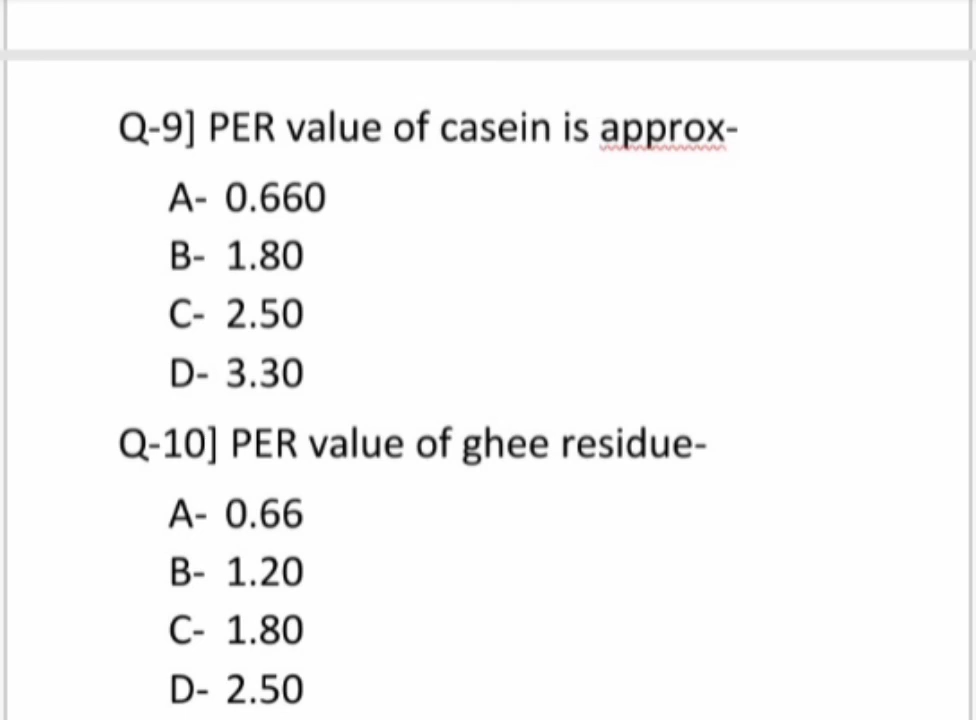 Q-9] PER value of casein is approx-
A- 0.660
B- 1.80
C- 2.50
D- 3.30
Q-10] PER value of ghee residue-
A- 0.66
B- 1.20
C- 1.80
D- 2.50